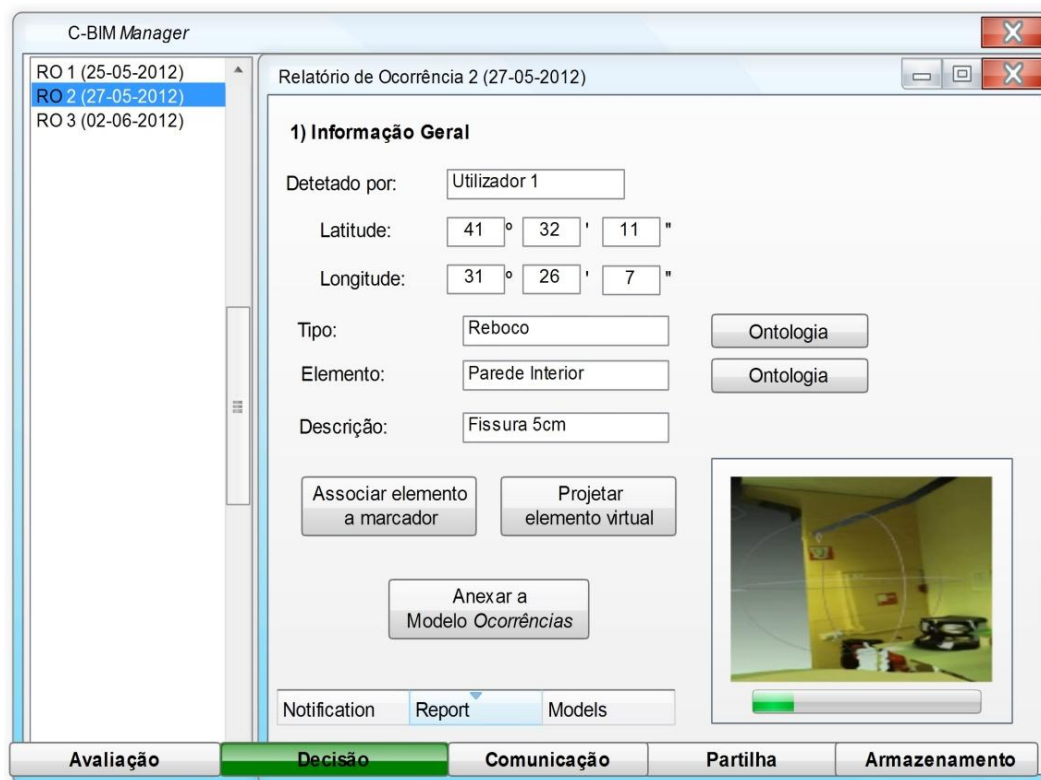 C-BIM Manager
RO 1 (25-05-2012)
RO 2 (27-05-2012)
RO 3 (02-06-2012)
Relatório de Ocorrência 2 (27-05-2012)
1) Informação Geral
Detetado por: Utilizador 1
Latitude: 41 º 32 ' 11 "
Longitude: 31 º 26 ' 7 "
Tipo: Reboco Ontologia
Elemento: Parede Interior Ontologia
Descrição: Fissura 5cm
Associar elemento
a marcador
Projetar
elemento virtual
Anexar a
Modelo Ocorrências
Notification Report Models
Avaliação Decisão Comunicação Partilha Armazenamento